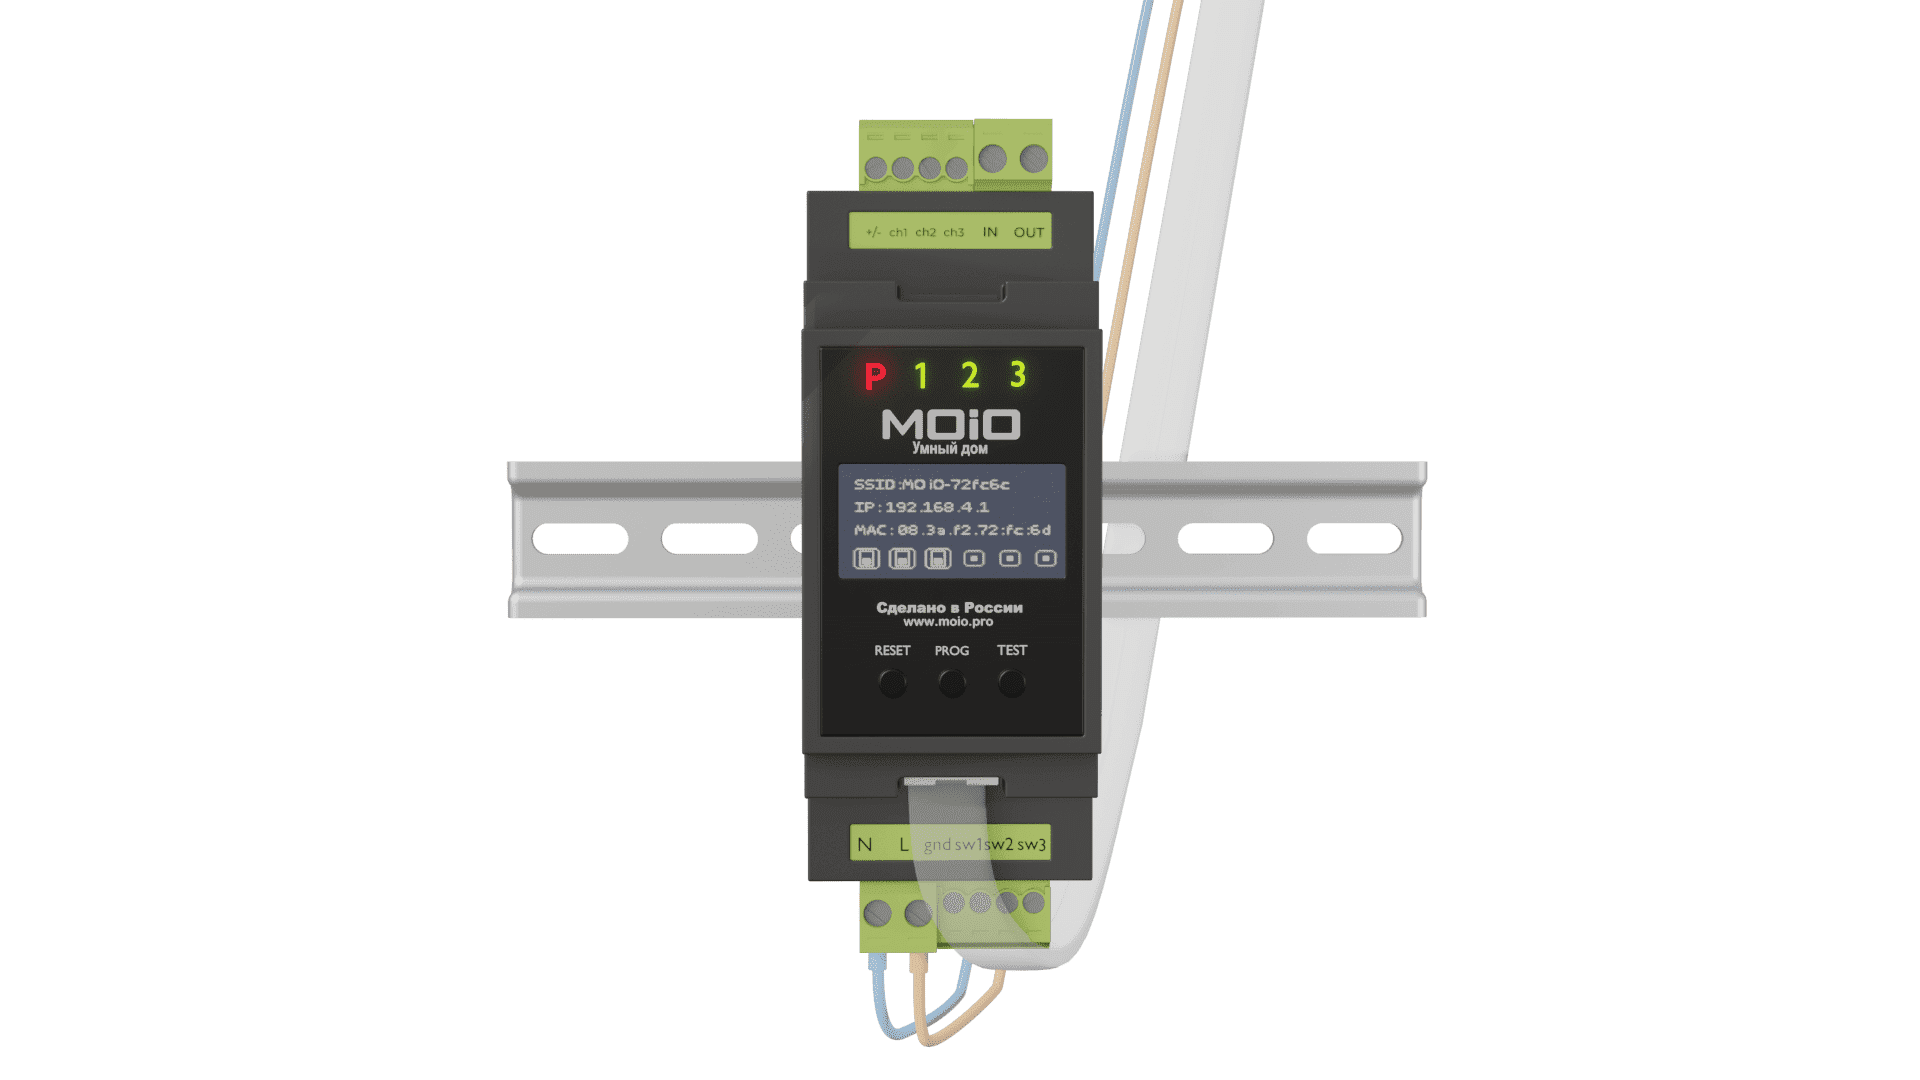 +/- ch1 ch2 ch3 IN OUT
P 1 2 3
MOiO
Умный дом
SSID:MOiO-72fc6c
IP:192.168.4.1
MAC:08.3a.f2.72:fc:6d
Сделано в России
www.moio.pro
RESET PROG TEST
N L gnd sw1 sw2 sw3